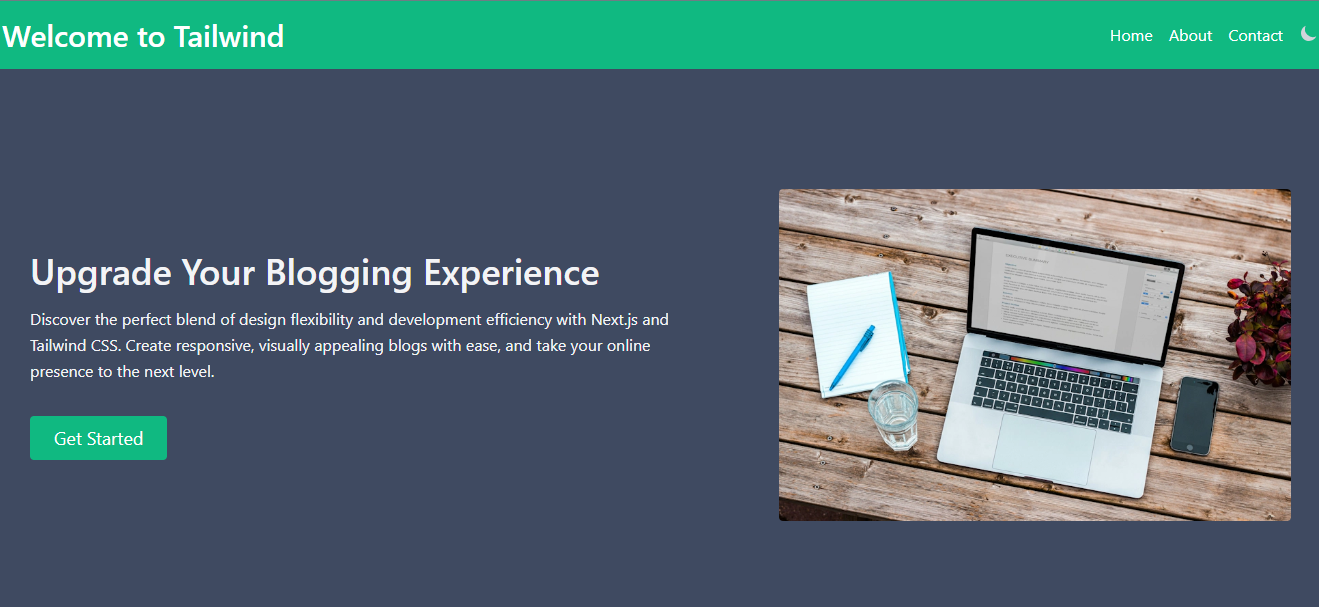 Welcome to Tailwind
Home About Contact
Upgrade Your Blogging Experience
Discover the perfect blend of design flexibility and development efficiency with Next.js and
Tailwind CSS. Create responsive, visually appealing blogs with ease, and take your online
presence to the next level.
Get Started